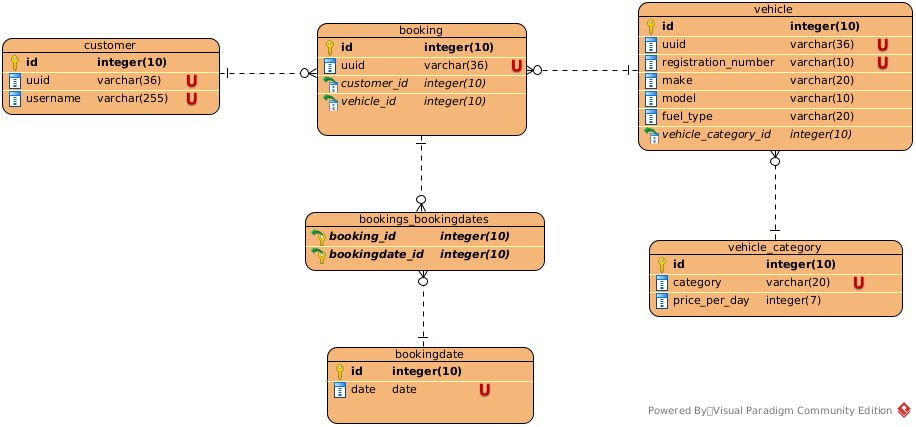 customer
id integer(10)
uuid varchar(36) U
username varchar(255) U
booking
id integer(10)
uuid varchar(36) U
customer_id integer(10)
vehicle_id integer(10)
vehicle
id integer(10)
uuid varchar(36) U
registration_number varchar(10) U
make varchar(20)
model varchar(10)
fuel_type varchar(20)
vehicle_category_id integer(10)
bookings_bookingdates
booking_id integer(10)
bookingdate_id integer(10)
vehicle_category
id integer(10)
category varchar(20) U
price_per_day integer(7)
bookingdate
id integer(10)
date date U
Powered By▯Visual Paradigm Community Edition